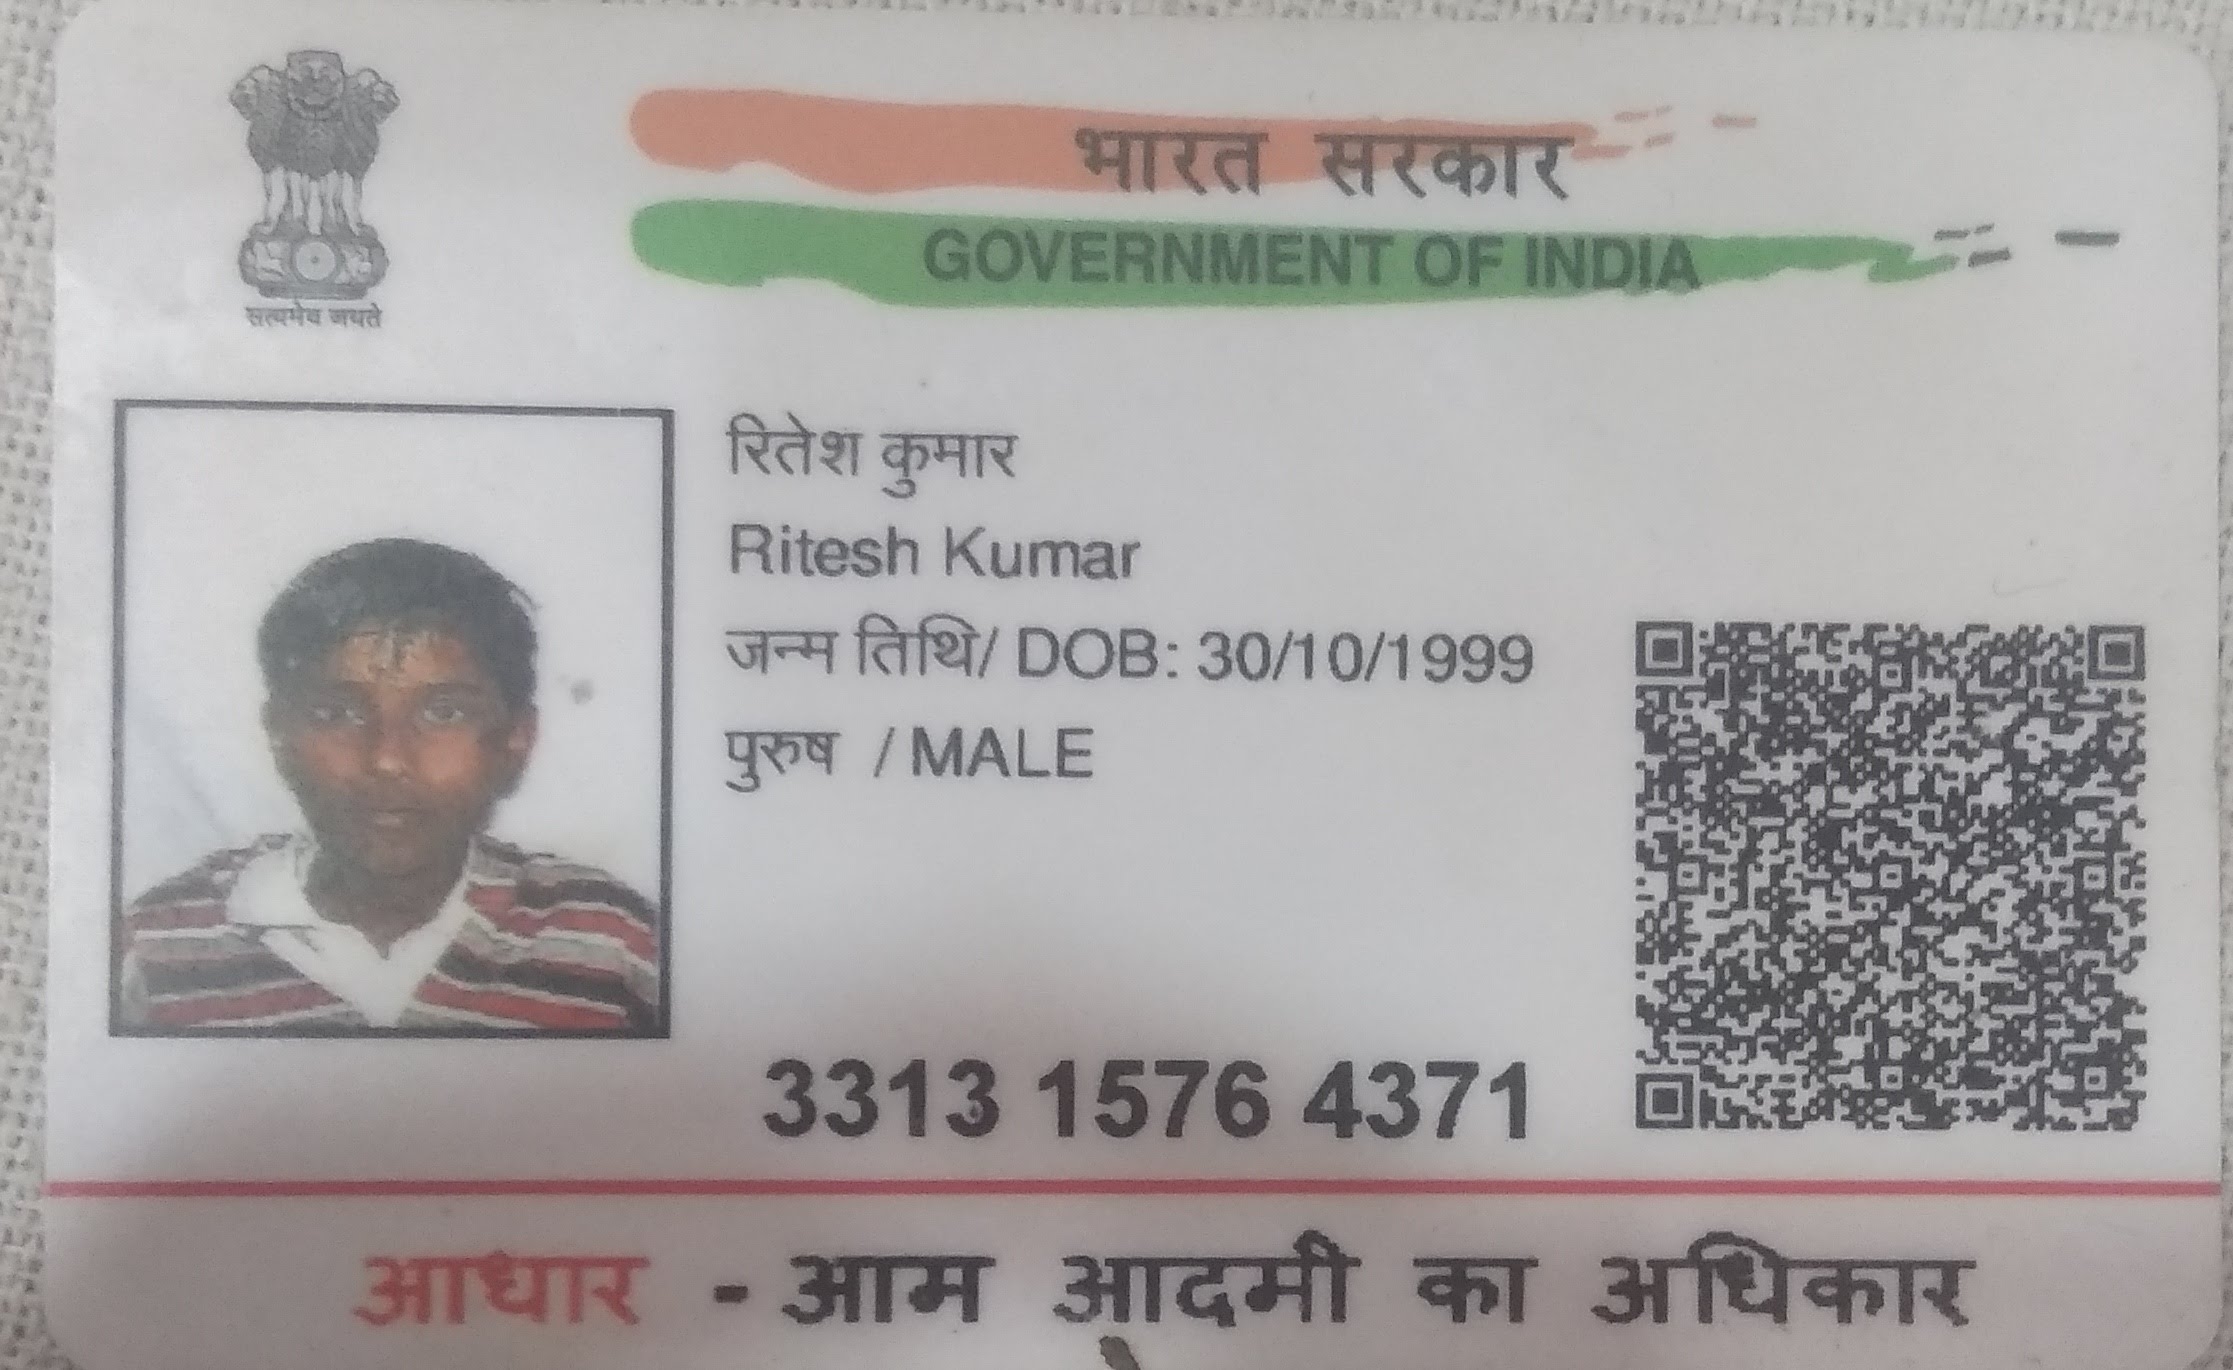 भारत सरकार
GOVERNMENT OF INDIA
सत्यमेव जयते
रितेश कुमार
Ritesh Kumar
जन्म तिथि/ DOB: 30/10/1999
पुरुष / MALE
3313 1576 4371
आधार - आम आदमी का अधिकार